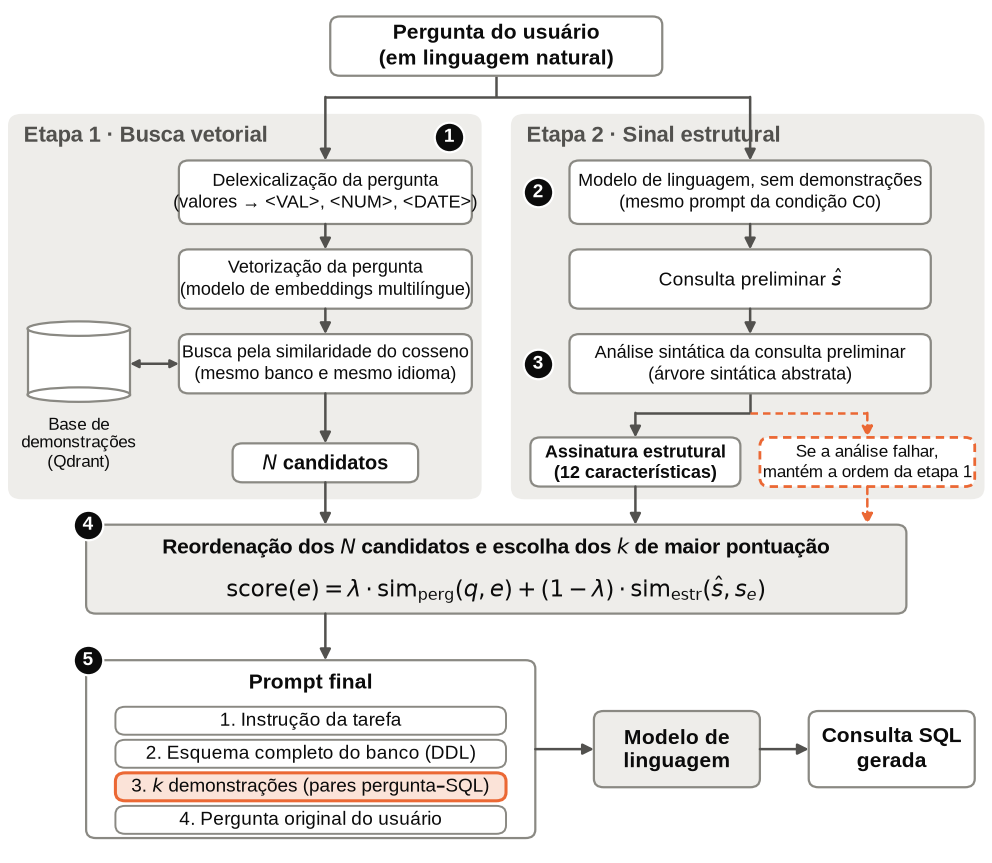 Pergunta do usuário
(em linguagem natural)
Etapa 1 · Busca vetorial
1
Delexicalização da pergunta
(valores → <VAL>, <NUM>, <DATE>)
Vetorização da pergunta
(modelo de embeddings multilíngue)
Busca pela similaridade do cosseno
(mesmo banco e mesmo idioma)
Base de
demonstrações
(Qdrant)
N candidatos
Etapa 2 · Sinal estrutural
2
Modelo de linguagem, sem demonstrações
(mesmo prompt da condição C0)
Consulta preliminar ŝ
3
Análise sintática da consulta preliminar
(árvore sintática abstrata)
Assinatura estrutural
(12 características)
Se a análise falhar,
mantém a ordem da etapa 1
4
Reordenação dos N candidatos e escolha dos k de maior pontuação
score(e) = λ · sim_perg(q, e) + (1 − λ) · sim_estr(ŝ, s_e)
5
Prompt final
1. Instrução da tarefa
2. Esquema completo do banco (DDL)
3. k demonstrações (pares pergunta–SQL)
4. Pergunta original do usuário
Modelo de
linguagem
Consulta SQL
gerada